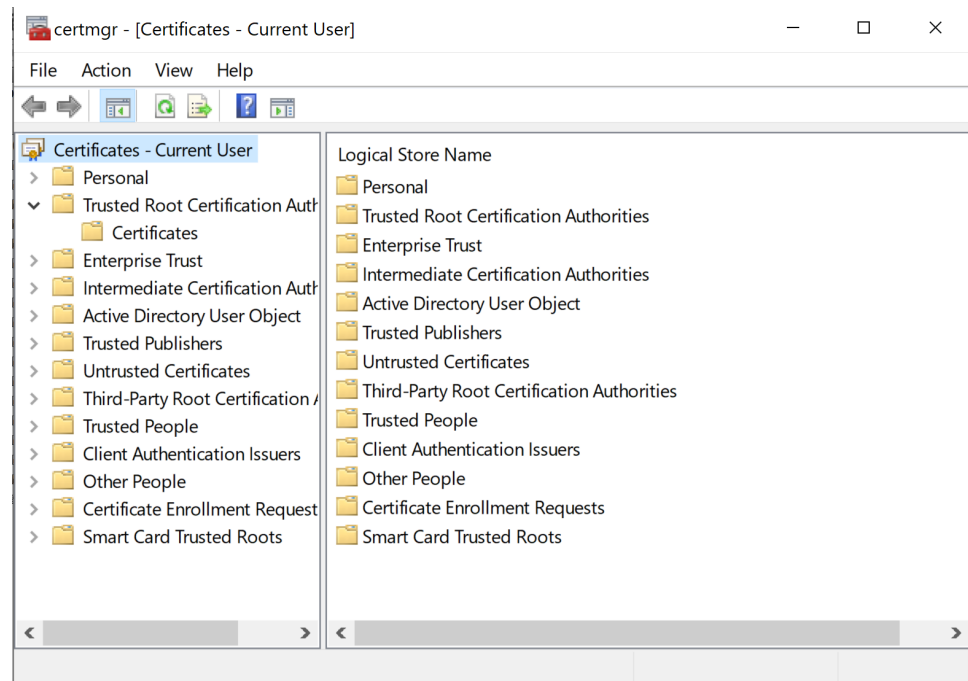 certmgr - [Certificates - Current User]
File Action View Help
Certificates - Current User
Personal
Trusted Root Certification Auth
Certificates
Enterprise Trust
Intermediate Certification Auth
Active Directory User Object
Trusted Publishers
Untrusted Certificates
Third-Party Root Certification
Trusted People
Client Authentication Issuers
Other People
Certificate Enrollment Request
Smart Card Trusted Roots
Logical Store Name
Personal
Trusted Root Certification Authorities
Enterprise Trust
Intermediate Certification Authorities
Active Directory User Object
Trusted Publishers
Untrusted Certificates
Third-Party Root Certification Authorities
Trusted People
Client Authentication Issuers
Other People
Certificate Enrollment Requests
Smart Card Trusted Roots